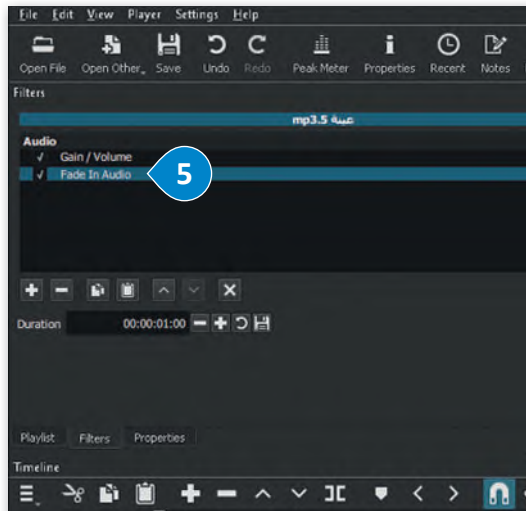 File Edit View Player Settings Help
Open File Open Other Save Undo Redo Peak Meter Properties Recent Notes
Filters
عينة 5.mp3
Audio
✓ Gain / Volume
✓ Fade In Audio
5
Duration 00:00:01:00
Playlist Filters Properties
Timeline